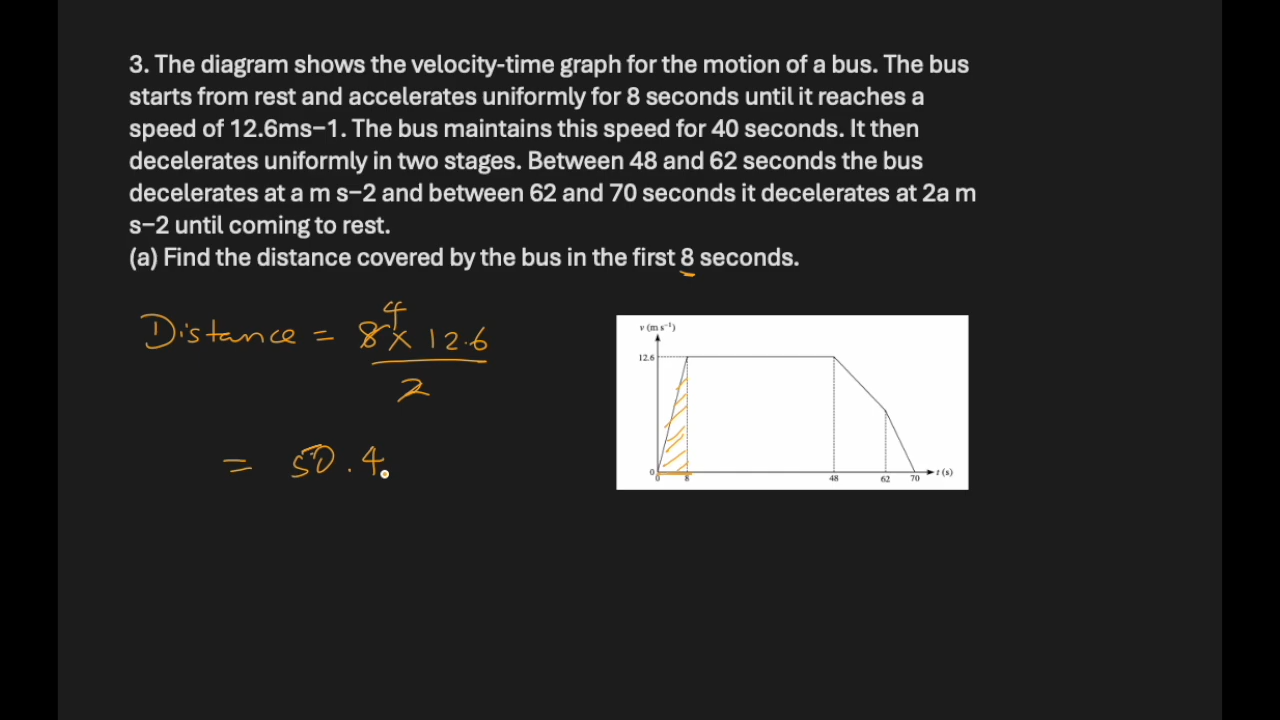 3. The diagram shows the velocity-time graph for the motion of a bus. The bus
starts from rest and accelerates uniformly for 8 seconds until it reaches a
speed of 12.6ms−1. The bus maintains this speed for 40 seconds. It then
decelerates uniformly in two stages. Between 48 and 62 seconds the bus
decelerates at a m s−2 and between 62 and 70 seconds it decelerates at 2a m
s−2 until coming to rest.
(a) Find the distance covered by the bus in the first 8 seconds.
4
Distance = 8 × 12.6
2
= 50.4
v (m s⁻¹)
12.6
0
0 8 48 62 70 t (s)